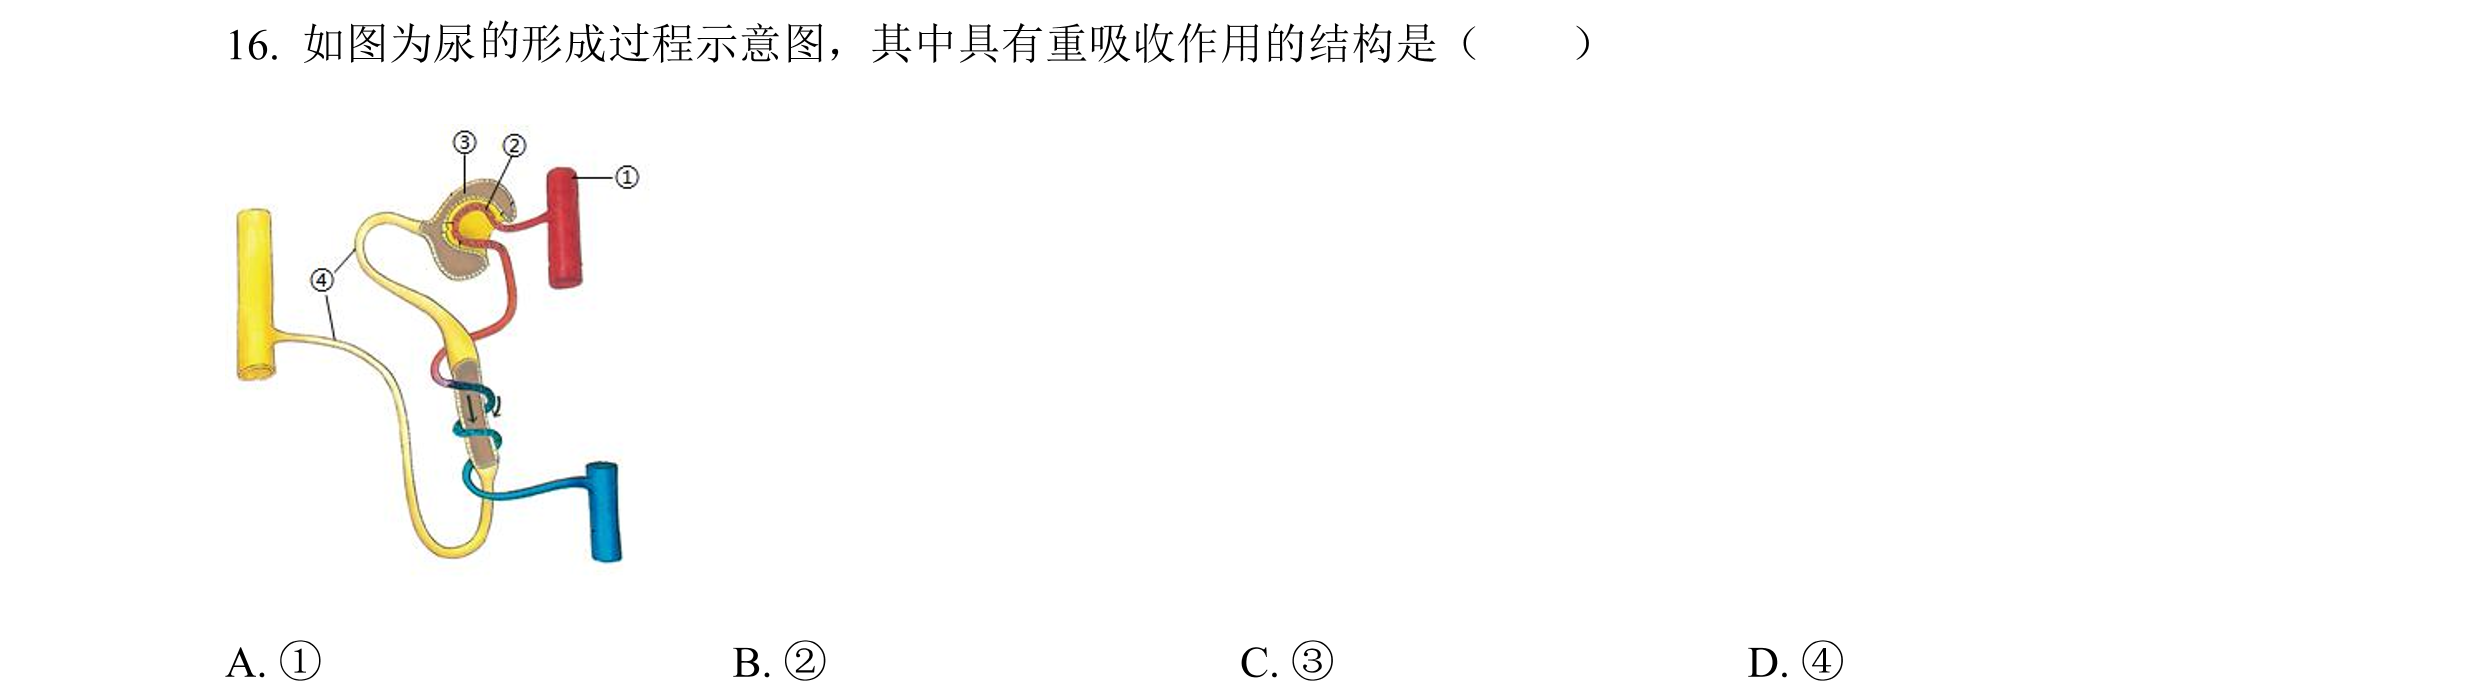 16. 如图为尿的形成过程示意图，其中具有重吸收作用的结构是（　　）
③ ② ①
④
A. ① B. ② C. ③ D. ④